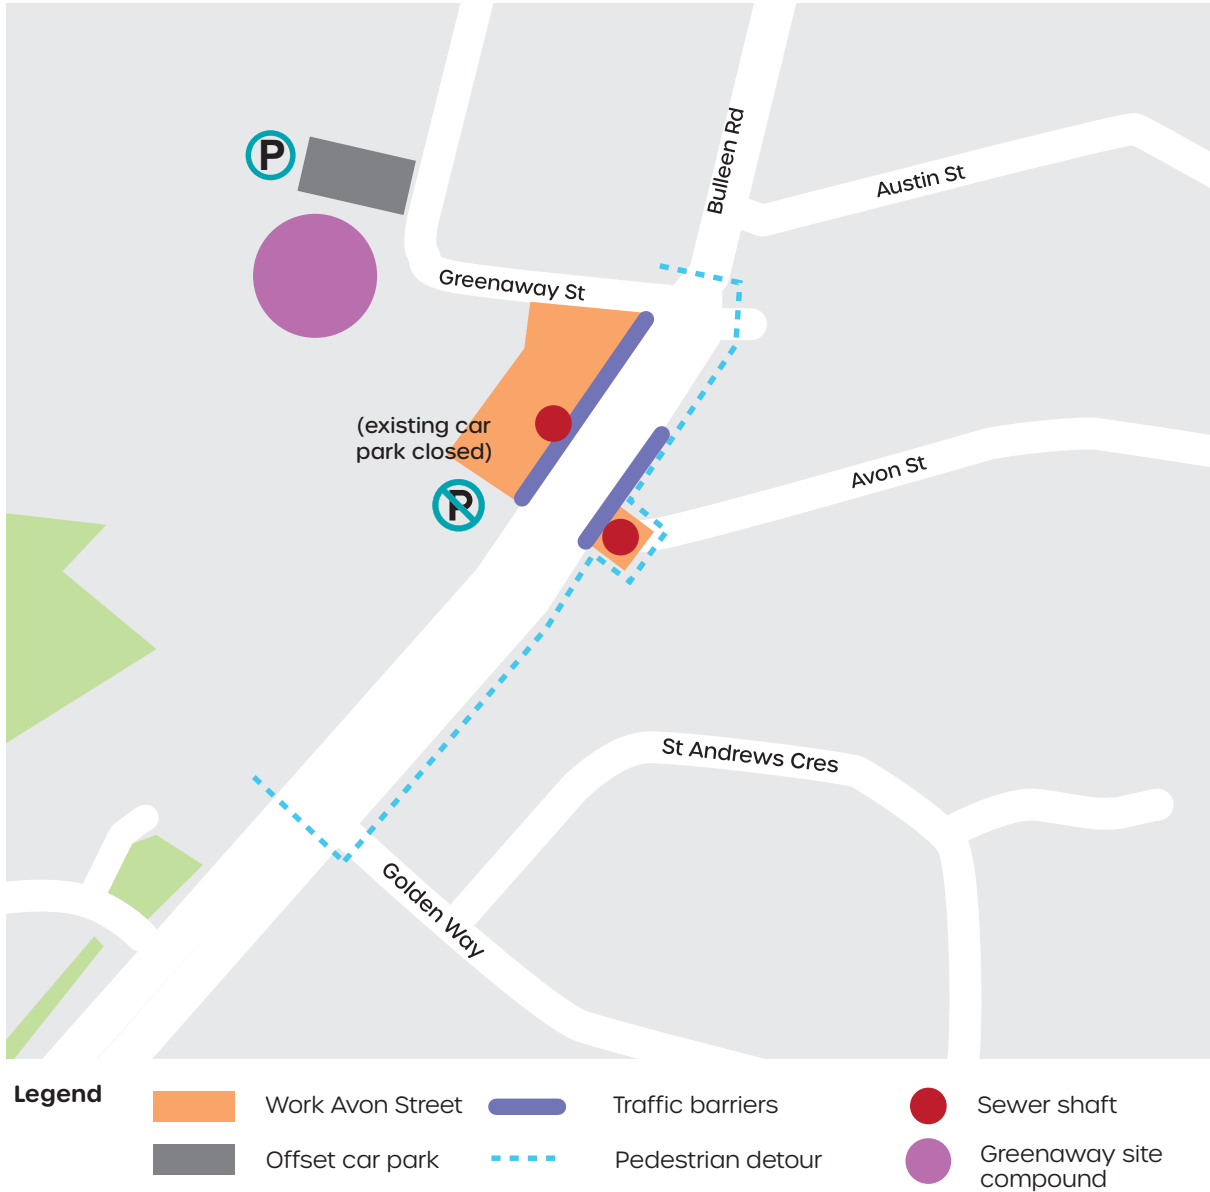 Bulleen Rd
Austin St
P
Greenaway St
(existing car
park closed)
P
Avon St
St Andrews Cres
Golden Way
Legend
Work Avon Street
Traffic barriers
Sewer shaft
Offset car park
Pedestrian detour
Greenaway site
compound